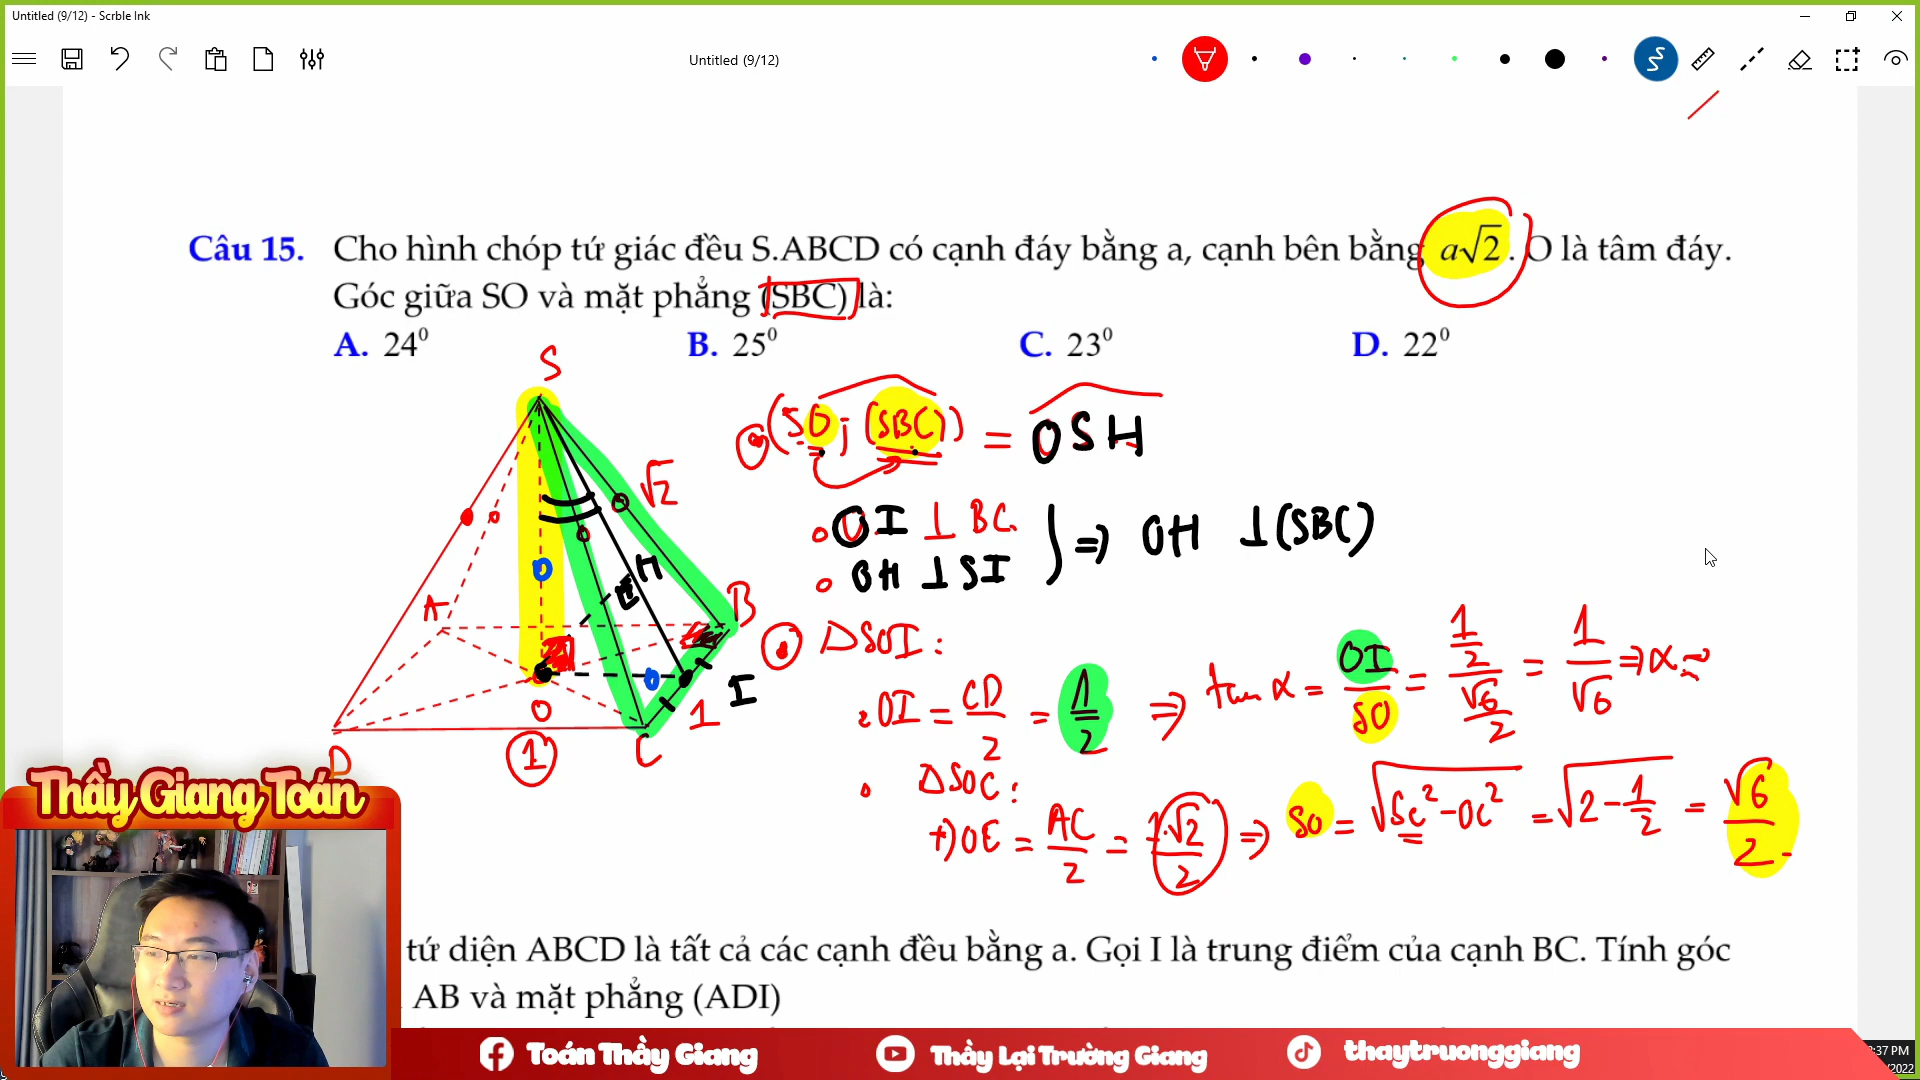 Untitled (9/12) - Scrble Ink
Untitled (9/12)
Câu 15. Cho hình chóp tứ giác đều S.ABCD có cạnh đáy bằng a, cạnh bên bằng a√2. O là tâm đáy.
Góc giữa SO và mặt phẳng (SBC) là:
A. 24⁰ B. 25⁰ C. 23⁰ D. 22⁰
S
(SO; (SBC)) = OSH
√2
OI ⊥ BC
OH ⊥ SI
} => OH ⊥ (SBC)
H
A
B
I
O
1
1
C
D
ΔSOI:
OI = CD/2 = 1/2 => tan α = OI/SO = (1/2)/(√6/2) = 1/√6 => α ≈
ΔSOC:
+) OC = AC/2 = 1.√2/2 => SO = √(SC² - OC²) = √(2 - 1/2) = √6/2
Thầy Giang Toán
tứ diện ABCD là tất cả các cạnh đều bằng a. Gọi I là trung điểm của cạnh BC. Tính góc
AB và mặt phẳng (ADI)
Toán Thầy Giang
Thầy Lại Trường Giang
thaytruonggiang
:37 PM
/2022